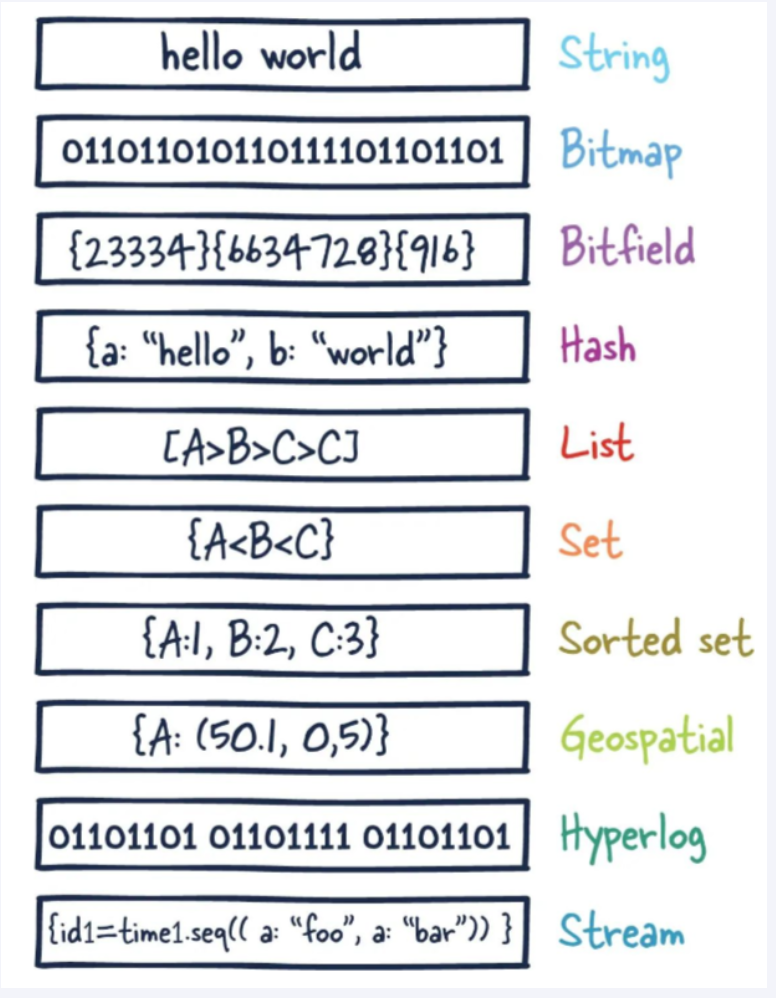 hello world String
011011010110111101101101 Bitmap
{23334}{6634728}{916} Bitfield
{a: “hello”, b: “world”} Hash
[A>B>C>C] List
{A<B<C} Set
{A:1, B:2, C:3} Sorted set
{A: (50.1, 0,5)} Geospatial
01101101 01101111 01101101 Hyperlog
{id1=time1.seq(( a: “foo”, a: “bar”)) } Stream